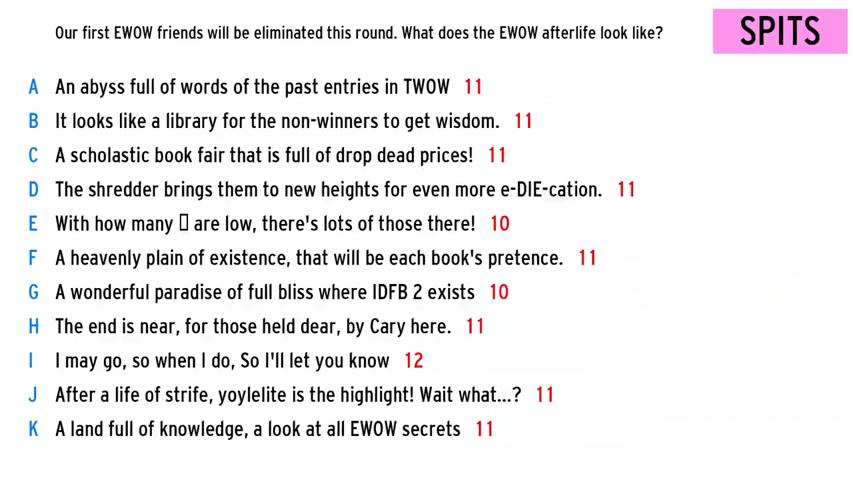 Our first EWOW friends will be eliminated this round. What does the EWOW afterlife look like?
SPITS
A An abyss full of words of the past entries in TWOW 11
B It looks like a library for the non-winners to get wisdom. 11
C A scholastic book fair that is full of drop dead prices! 11
D The shredder brings them to new heights for even more e-DIE-cation. 11
E With how many ▯ are low, there's lots of those there! 10
F A heavenly plain of existence, that will be each book's pretence. 11
G A wonderful paradise of full bliss where IDFB 2 exists 10
H The end is near, for those held dear, by Cary here. 11
I I may go, so when I do, So I'll let you know 12
J After a life of strife, yoylelite is the highlight! Wait what...? 11
K A land full of knowledge, a look at all EWOW secrets 11